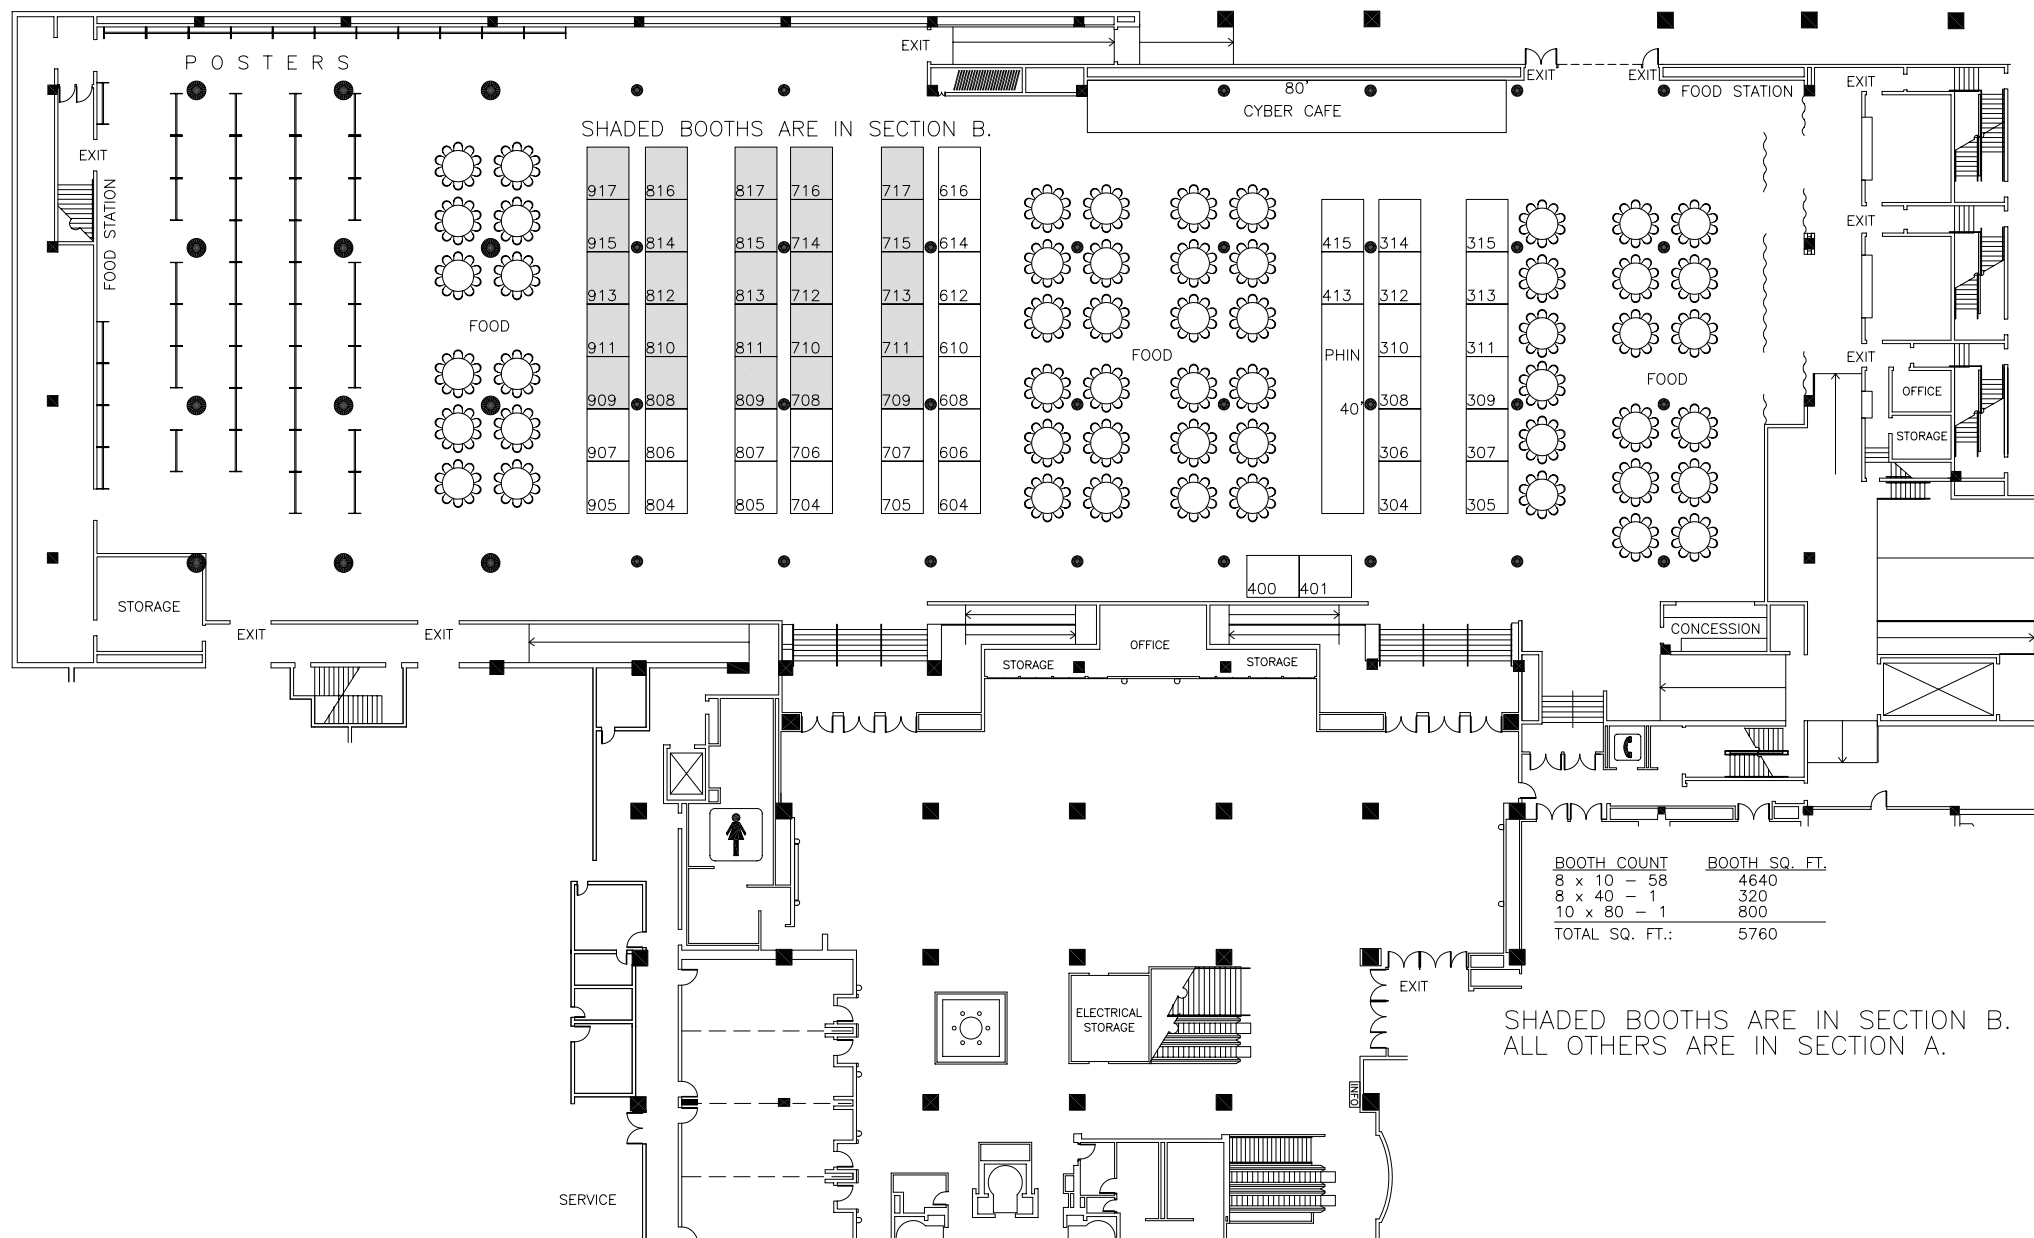 EXIT
POSTERS
EXIT
EXIT
EXIT
80'
CYBER CAFE
FOOD STATION
SHADED BOOTHS ARE IN SECTION B.
EXIT
FOOD STATION
917 816 817 716 717 616
915 814 815 714 715 614 415 314 315
EXIT
913 812 813 712 713 612 413 312 313
FOOD
911 810 811 710 711 610 FOOD PHIN 310 311
EXIT
FOOD
909 808 809 708 709 608 40' 308 309
OFFICE
907 806 807 706 707 606 306 307
STORAGE
905 804 805 704 705 604 304 305
400 401
STORAGE
EXIT
EXIT
CONCESSION
OFFICE
STORAGE
STORAGE
BOOTH COUNT BOOTH SQ. FT.
8 x 10 - 58 4640
8 x 40 - 1 320
10 x 80 - 1 800
TOTAL SQ. FT.: 5760
EXIT
ELECTRICAL
STORAGE
SHADED BOOTHS ARE IN SECTION B.
ALL OTHERS ARE IN SECTION A.
INFO
SERVICE